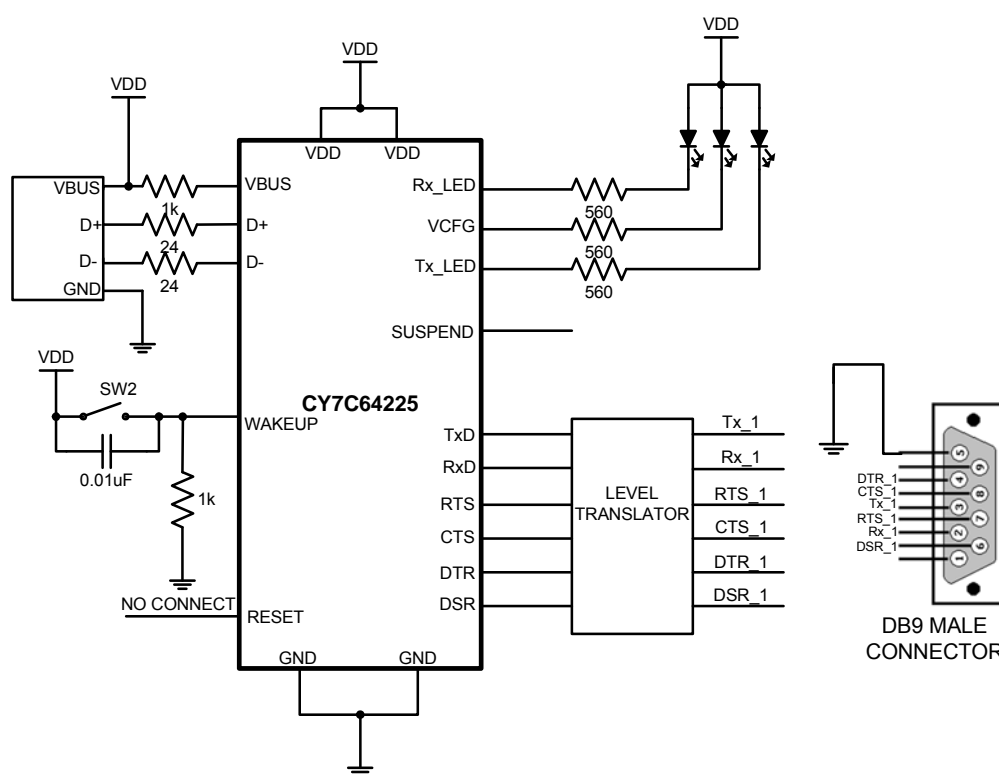 VDD
VDD
VDD
VDD VDD
VBUS
VBUS
1k
D+
D+
24
D-
D-
24
GND
Rx_LED
560
VCFG
560
Tx_LED
560
SUSPEND
VDD
SW2
0.01uF
WAKEUP
1k
CY7C64225
NO CONNECT
RESET
TxD
RxD
RTS
CTS
DTR
DSR
LEVEL
TRANSLATOR
Tx_1
Rx_1
RTS_1
CTS_1
DTR_1
DSR_1
GND GND
DTR_1
CTS_1
Tx_1
RTS_1
Rx_1
DSR_1
5
9
4
8
3
7
2
6
1
DB9 MALE
CONNECTOR